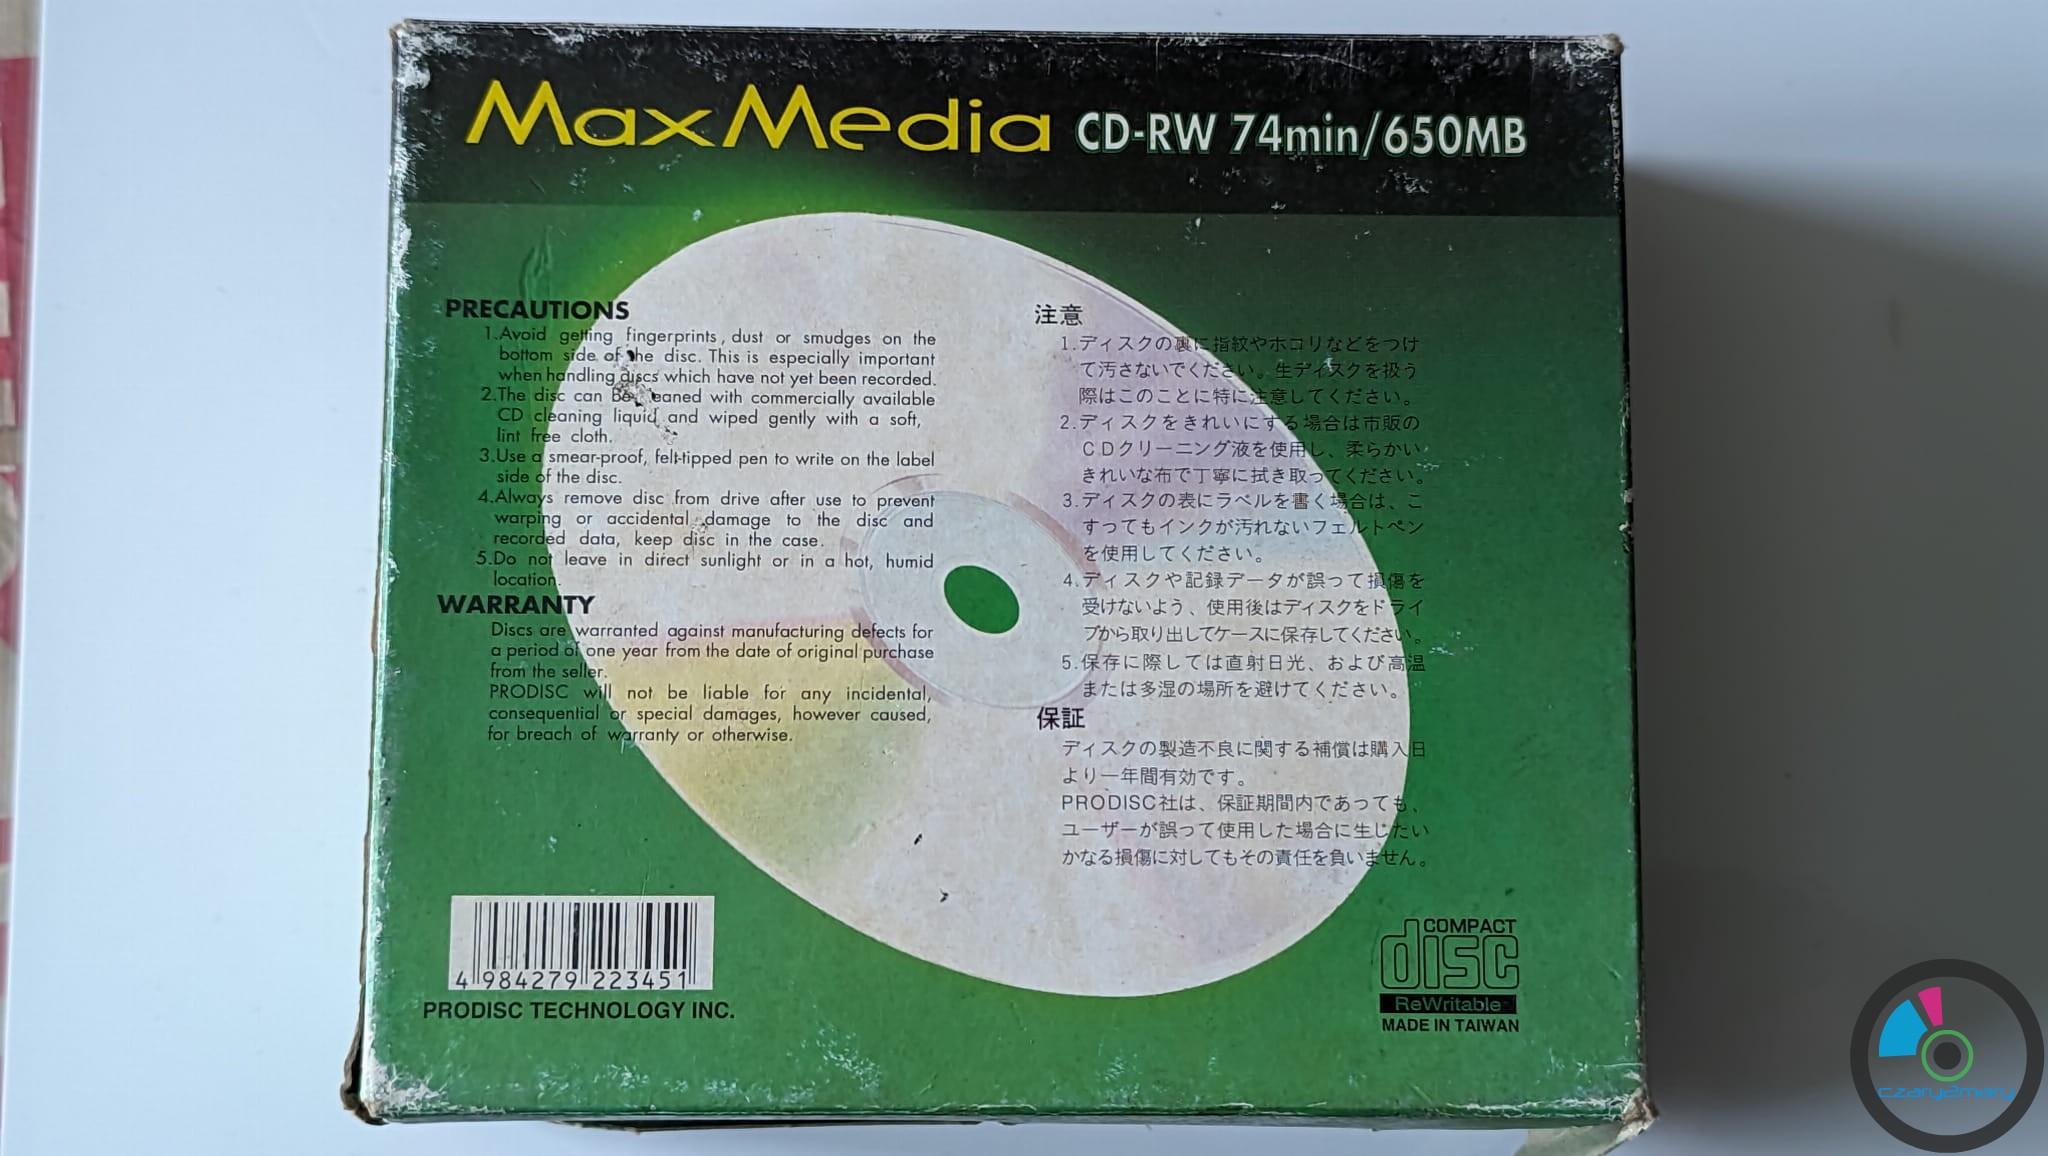 MaxMedia CD-RW 74min/650MB
PRECAUTIONS
1.Avoid getting fingerprints, dust or smudges on the
bottom side of the disc. This is especially important
when handling discs which have not yet been recorded.
2.The disc can be cleaned with commercially available
CD cleaning liquid and wiped gently with a soft,
lint free cloth.
3.Use a smear-proof, felt-tipped pen to write on the label
side of the disc.
4.Always remove disc from drive after use to prevent
warping or accidental damage to the disc and
recorded data, keep disc in the case.
5.Do not leave in direct sunlight or in a hot, humid
location.
WARRANTY
Discs are warranted against manufacturing defects for
a period of one year from the date of original purchase
from the seller.
PRODISC will not be liable for any incidental,
consequential or special damages, however caused,
for breach of warranty or otherwise.
注意
1.ディスクの裏に指紋やホコリなどをつけ
て汚さないでください。生ディスクを扱う
際はこのことに特に注意してください。
2.ディスクをきれいにする場合は市販の
CDクリーニング液を使用し、柔らかい
きれいな布で丁寧に拭き取ってください。
3.ディスクの表にラベルを書く場合は、こ
すってもインクが汚れないフェルトペン
を使用してください。
4.ディスクや記録データが誤って損傷を
受けないよう、使用後はディスクをドライ
ブから取り出してケースに保存してください。
5.保存に際しては直射日光、および高温
または多湿の場所を避けてください。
保証
ディスクの製造不良に関する補償は購入日
より一年間有効です。
PRODISC社は、保証期間内であっても、
ユーザーが誤って使用した場合に生じたい
かなる損傷に対してもその責任を負いません。
4 984279 223451
PRODISC TECHNOLOGY INC.
COMPACT
disc
ReWritable
MADE IN TAIWAN
czary2mary